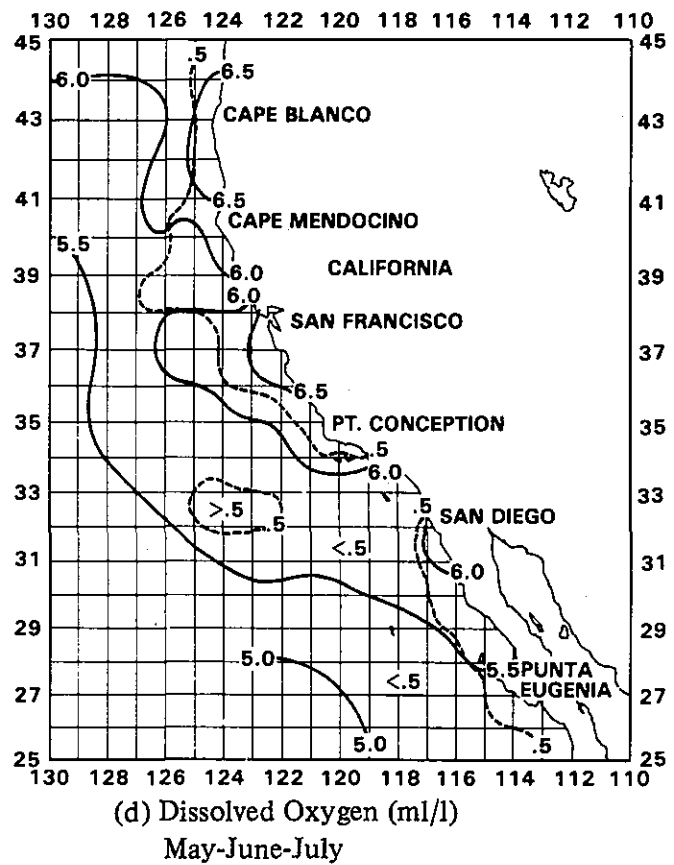 130 128 126 124 122 120 118 116 114 112 110
45 45
.5
6.0 6.5
43 CAPE BLANCO 43
41 6.5 41
CAPE MENDOCINO
5.5
39 6.0 CALIFORNIA 39
6.0
SAN FRANCISCO
37 37
6.5
35 PT. CONCEPTION 35
.5
6.0
33 >.5 .5 .5 33
SAN DIEGO
<.5
31 6.0 31
29 29
5.0 5.5 PUNTA
27 <.5 EUGENIA 27
5.0 .5
25 25
130 128 126 124 122 120 118 116 114 112 110
(d) Dissolved Oxygen (ml/l)
May-June-July